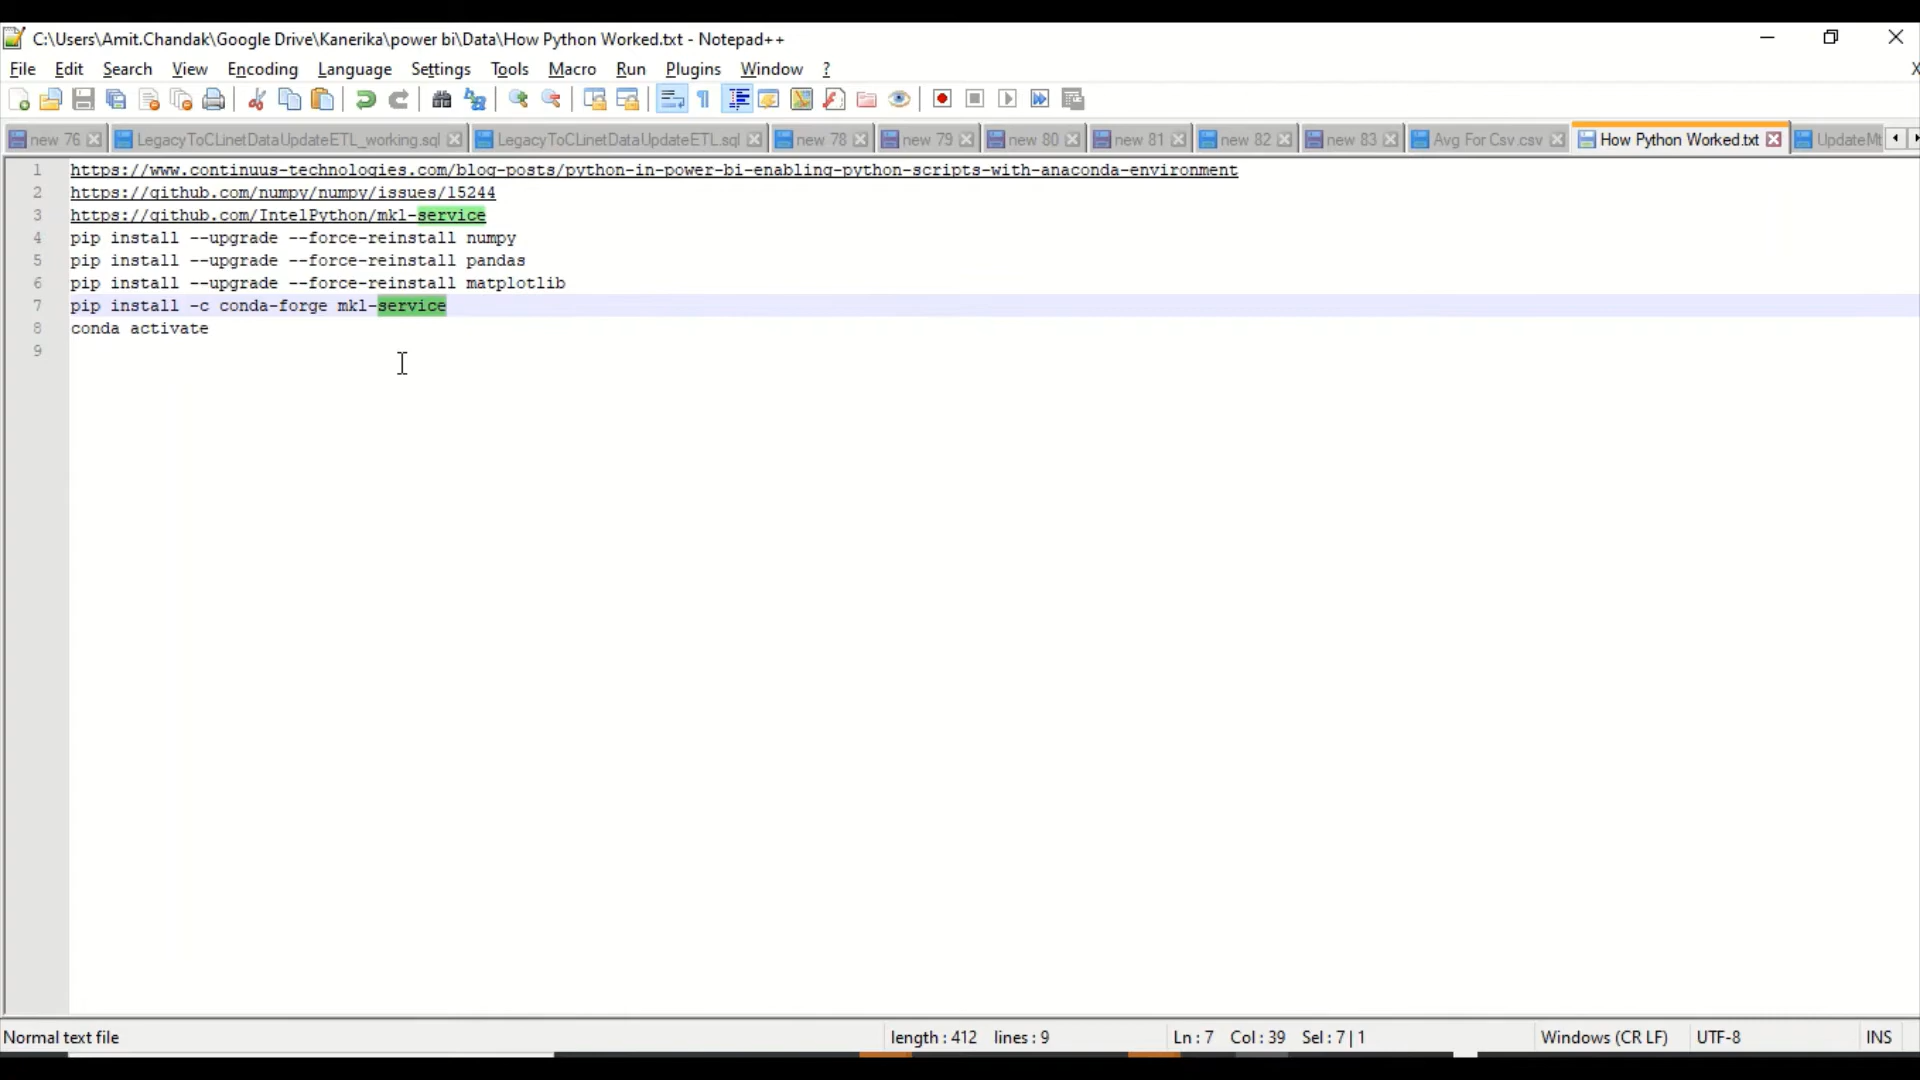 C:\Users\Amit.Chandak\Google Drive\Kanerika\power bi\Data\How Python Worked.txt - Notepad++
File Edit Search View Encoding Language Settings Tools Macro Run Plugins Window ? X
new 76 LegacyToCLinetDataUpdateETL_working.sql LegacyToCLinetDataUpdateETL.sql new 78 new 79 new 80 new 81 new 82 new 83 Avg For Csv.csv How Python Worked.txt UpdateMt
1 https://www.continuus-technologies.com/blog-posts/python-in-power-bi-enabling-python-scripts-with-anaconda-environment
2 https://github.com/numpy/numpy/issues/15244
3 https://github.com/IntelPython/mkl-service
4 pip install --upgrade --force-reinstall numpy
5 pip install --upgrade --force-reinstall pandas
6 pip install --upgrade --force-reinstall matplotlib
7 pip install -c conda-forge mkl-service
8 conda activate
9
Normal text file length : 412 lines : 9 Ln : 7 Col : 39 Sel : 7 | 1 Windows (CR LF) UTF-8 INS